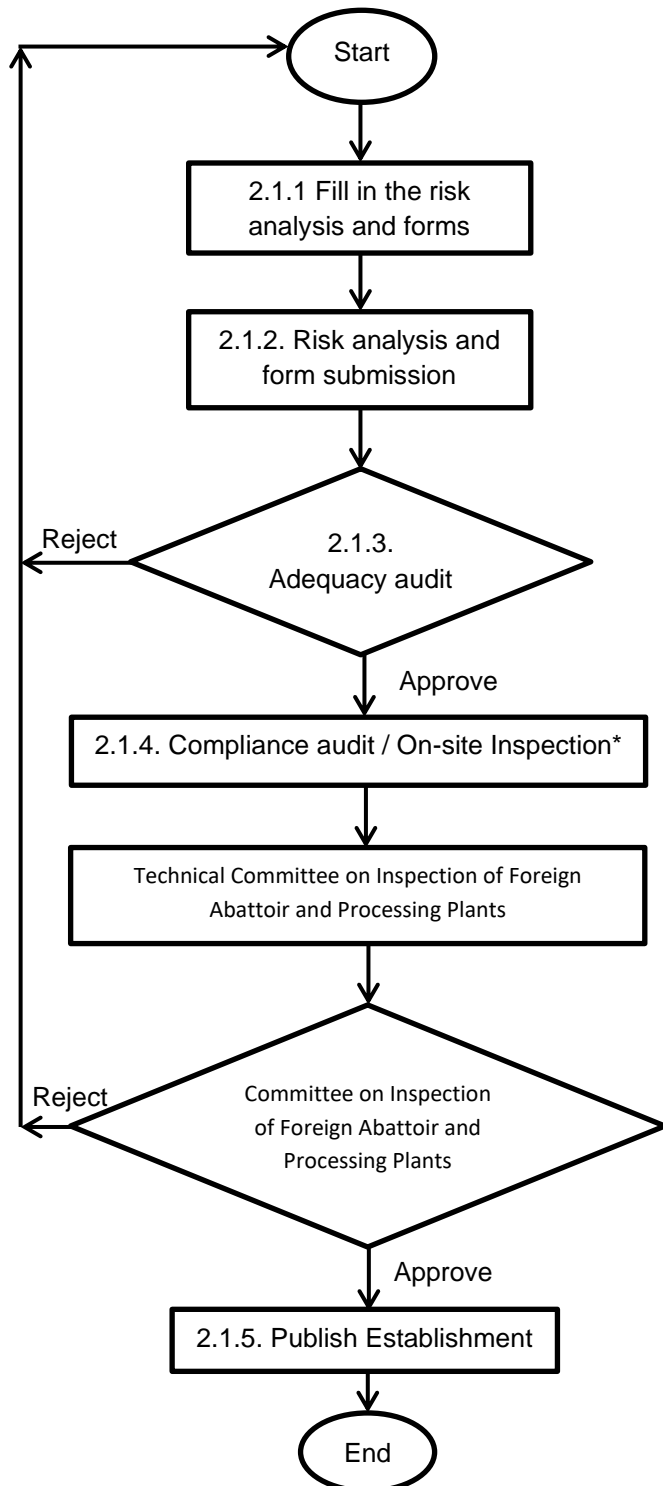 Start
2.1.1 Fill in the risk
analysis and forms
2.1.2. Risk analysis and
form submission
Reject
2.1.3.
Adequacy audit
Approve
2.1.4. Compliance audit / On-site Inspection*
Technical Committee on Inspection of Foreign
Abattoir and Processing Plants
Reject
Committee on Inspection
of Foreign Abattoir and
Processing Plants
Approve
2.1.5. Publish Establishment
End